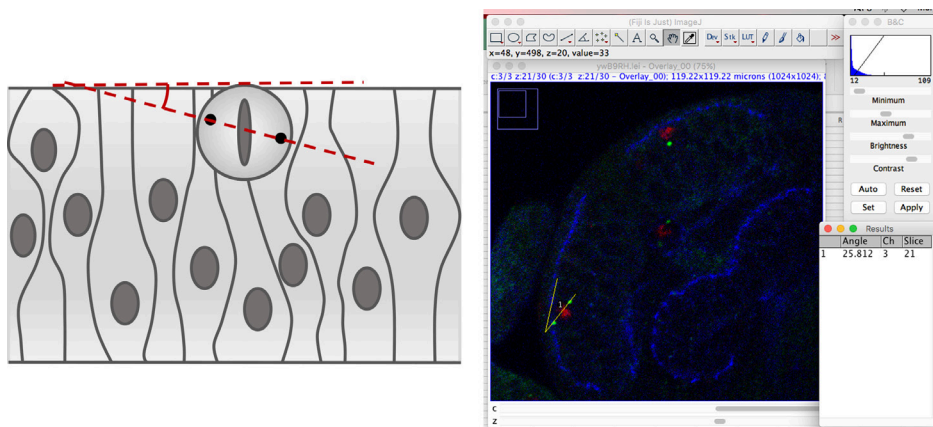 (Fiji Is Just) ImageJ
B&C
Dev Stk LUT
x=48, y=498, z=20, value=33
ywB9RH.lei - Overlay_00 (75%)
c:3/3 z:21/30 (c:3/3 z:21/30 - Overlay_00); 119.22x119.22 microns (1024x1024);
12 109
Minimum
Maximum
Brightness
Contrast
Auto Reset
Set Apply
R
Results
Angle Ch Slice
1 25.812 3 21
1
c
z